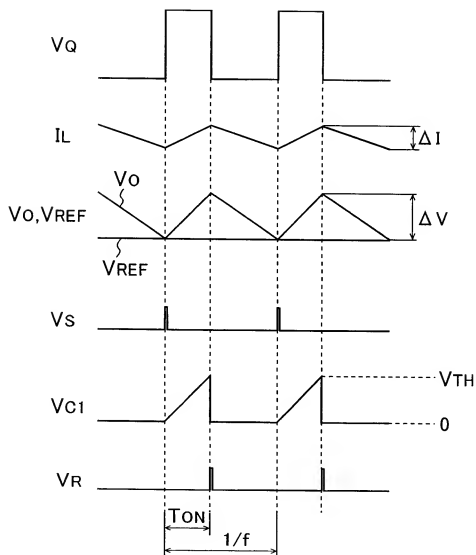 VQ
IL
ΔI
VO
VO,VREF
ΔV
VREF
VS
VTH
VC1
0
VR
TON
1/f